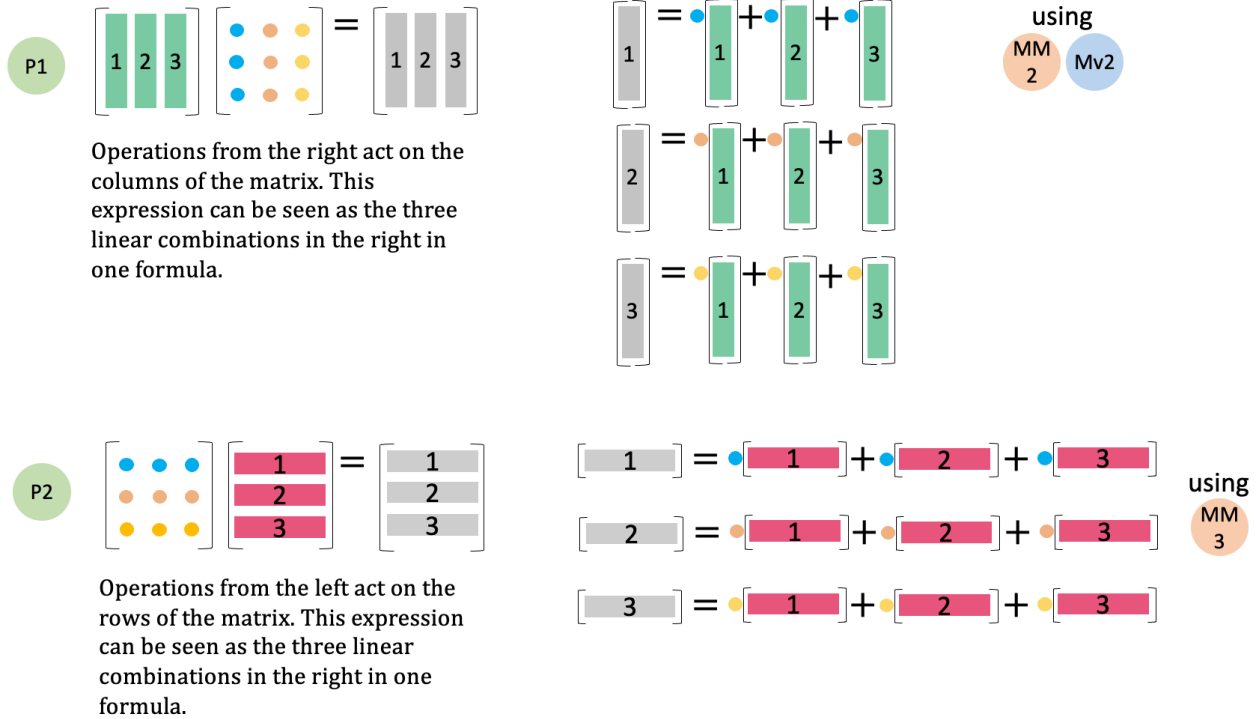 P1
1 2 3 = 1 2 3
Operations from the right act on the
columns of the matrix. This
expression can be seen as the three
linear combinations in the right in
one formula.
1 = 1 + 2 + 3
2 = 1 + 2 + 3
3 = 1 + 2 + 3
using
MM
2
Mv2
P2
1
2
3
=
1
2
3
Operations from the left act on the
rows of the matrix. This expression
can be seen as the three linear
combinations in the right in one
formula.
1 = 1 + 2 + 3
2 = 1 + 2 + 3
3 = 1 + 2 + 3
using
MM
3